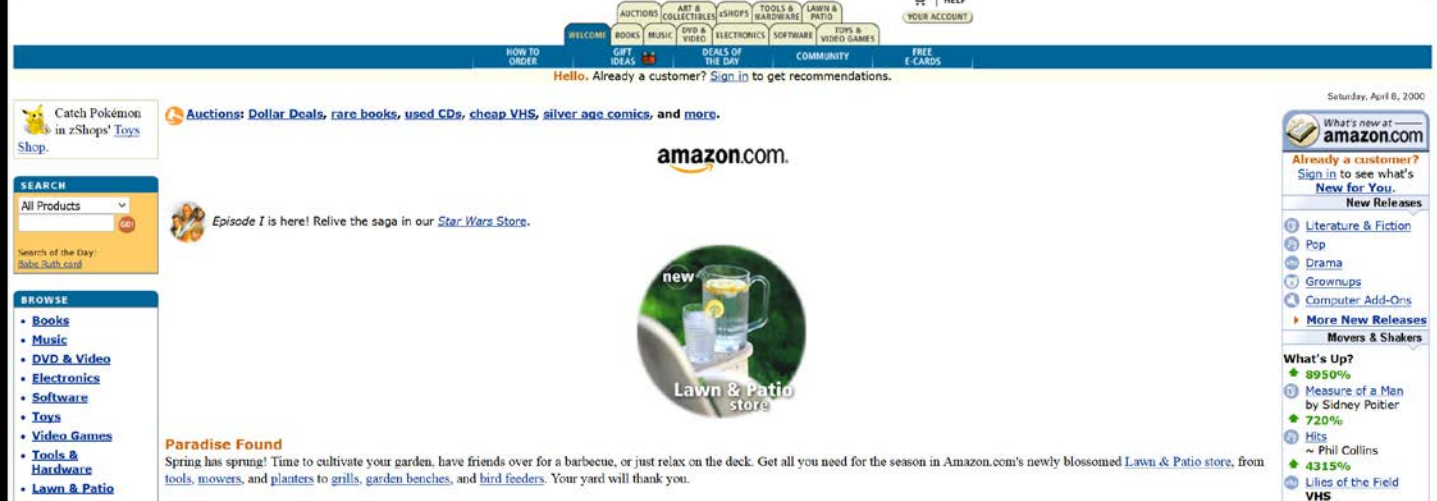 HELP
AUCTIONS
ART & COLLECTIBLES
zSHOPS
TOOLS & HARDWARE
LAWN & PATIO
YOUR ACCOUNT
WELCOME
BOOKS
MUSIC
DVD & VIDEO
ELECTRONICS
SOFTWARE
TOYS & VIDEO GAMES
HOW TO ORDER
GIFT IDEAS
DEALS OF THE DAY
COMMUNITY
FREE E-CARDS
Hello. Already a customer? Sign in to get recommendations.
Saturday, April 8, 2000
Catch Pokémon
in zShops' Toys
Shop.
SEARCH
All Products
GO!
Search of the Day:
Babe Ruth card
BROWSE
• Books
• Music
• DVD & Video
• Electronics
• Software
• Toys
• Video Games
• Tools &
Hardware
• Lawn & Patio
Auctions: Dollar Deals, rare books, used CDs, cheap VHS, silver age comics, and more.
amazon.com.
Episode I is here! Relive the saga in our Star Wars Store.
new
Lawn & Patio
store
Paradise Found
Spring has sprung! Time to cultivate your garden, have friends over for a barbecue, or just relax on the deck. Get all you need for the season in Amazon.com's newly blossomed Lawn & Patio store, from
tools, mowers, and planters to grills, garden benches, and bird feeders. Your yard will thank you.
What's new at
amazon.com
Already a customer?
Sign in to see what's
New for You.
New Releases
Literature & Fiction
Pop
Drama
Grownups
Computer Add-Ons
More New Releases
Movers & Shakers
What's Up?
8950%
Measure of a Man
by Sidney Poitier
720%
Hits
~ Phil Collins
4315%
Lilies of the Field
VHS